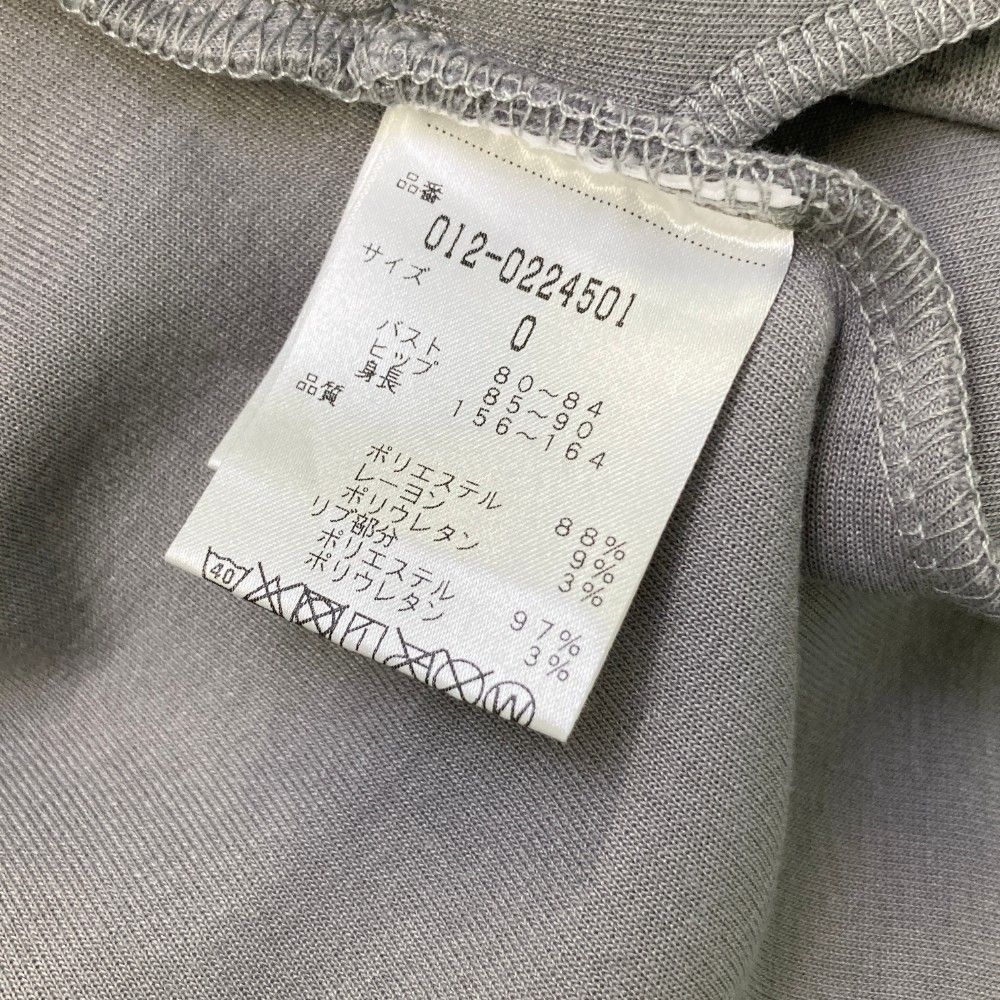 品番
012-0224501
サイズ 0
バスト 80~84
ヒップ 85~90
身長 156~164
品質
ポリエステル 88%
レーヨン 9%
ポリウレタン 3%
リブ部分
ポリエステル 97%
ポリウレタン 3%
40 W